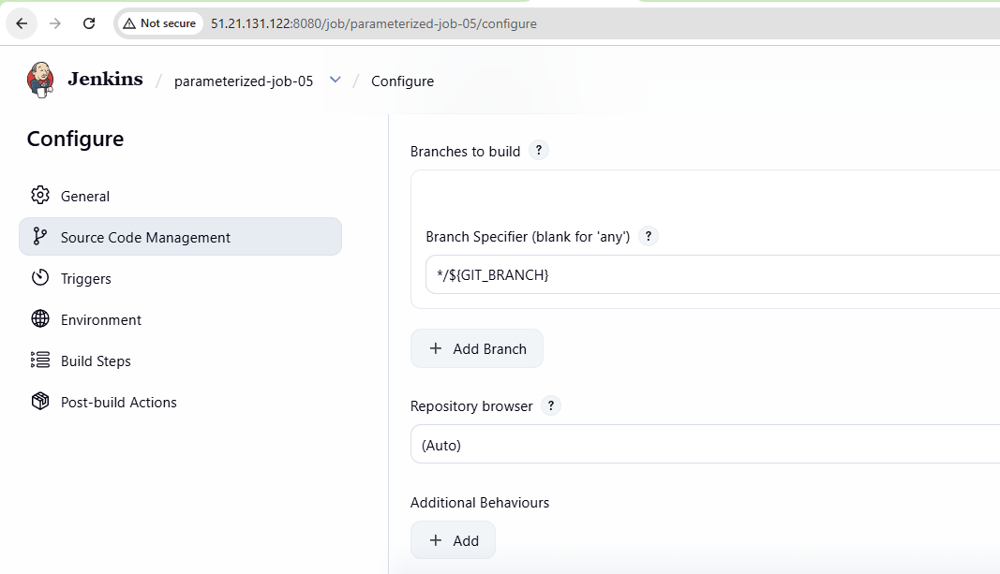 Not secure 51.21.131.122:8080/job/parameterized-job-05/configure
Jenkins / parameterized-job-05 / Configure
Configure
General
Source Code Management
Triggers
Environment
Build Steps
Post-build Actions
Branches to build ?
Branch Specifier (blank for 'any') ?
*/${GIT_BRANCH}
+ Add Branch
Repository browser ?
(Auto)
Additional Behaviours
+ Add